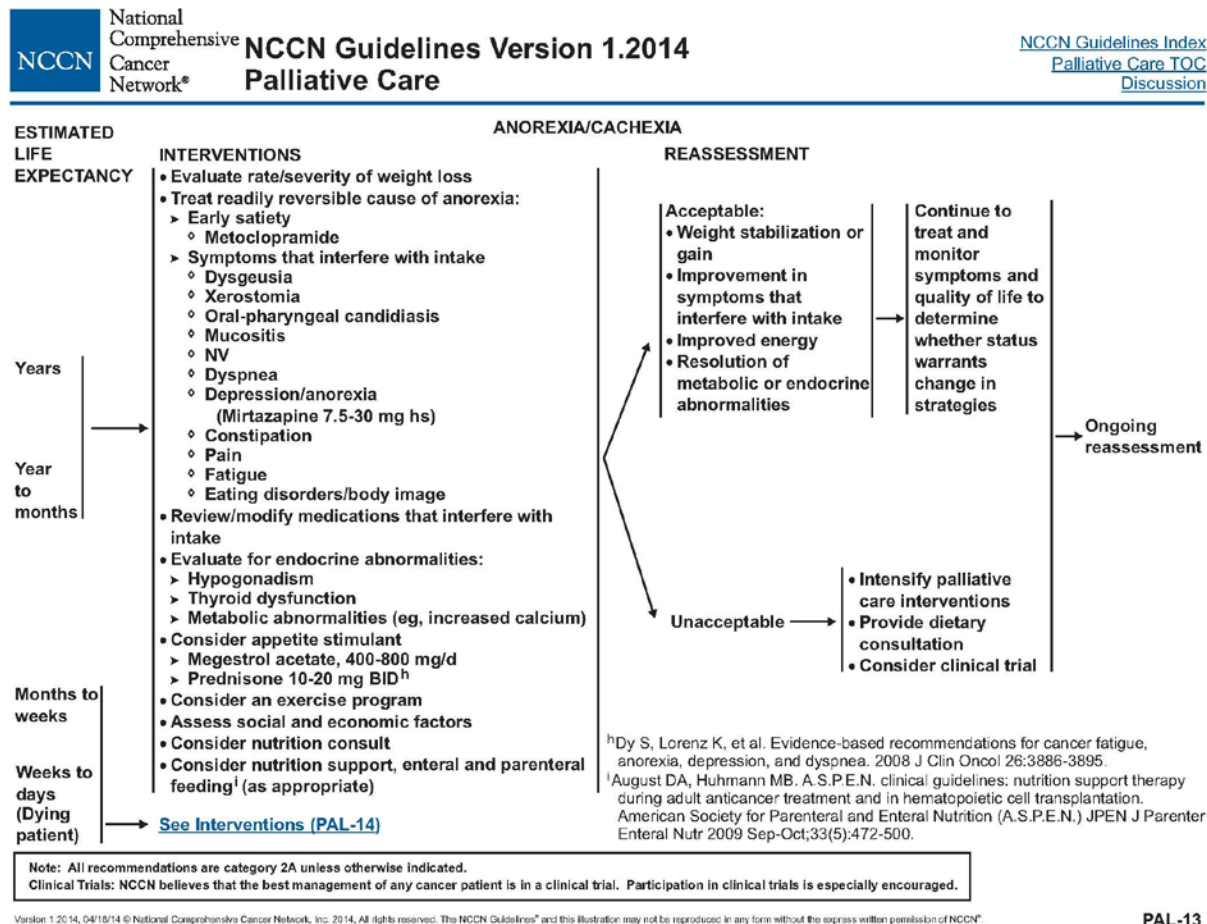 NCCN
National
Comprehensive
Cancer
Network®
NCCN Guidelines Version 1.2014
Palliative Care
NCCN Guidelines Index
Palliative Care TOC
Discussion
ANOREXIA/CACHEXIA
ESTIMATED
LIFE
EXPECTANCY
Years
Year
to
months
Months to
weeks
Weeks to
days
(Dying
patient)
INTERVENTIONS
• Evaluate rate/severity of weight loss
• Treat readily reversible cause of anorexia:
➤ Early satiety
◊ Metoclopramide
➤ Symptoms that interfere with intake
◊ Dysgeusia
◊ Xerostomia
◊ Oral-pharyngeal candidiasis
◊ Mucositis
◊ NV
◊ Dyspnea
◊ Depression/anorexia
(Mirtazapine 7.5-30 mg hs)
◊ Constipation
◊ Pain
◊ Fatigue
◊ Eating disorders/body image
• Review/modify medications that interfere with
intake
• Evaluate for endocrine abnormalities:
➤ Hypogonadism
➤ Thyroid dysfunction
➤ Metabolic abnormalities (eg, increased calcium)
• Consider appetite stimulant
➤ Megestrol acetate, 400-800 mg/d
➤ Prednisone 10-20 mg BIDh
• Consider an exercise program
• Assess social and economic factors
• Consider nutrition consult
• Consider nutrition support, enteral and parenteral
feedingi (as appropriate)
See Interventions (PAL-14)
REASSESSMENT
Acceptable:
• Weight stabilization or
gain
• Improvement in
symptoms that
interfere with intake
• Improved energy
• Resolution of
metabolic or endocrine
abnormalities
Continue to
treat and
monitor
symptoms and
quality of life to
determine
whether status
warrants
change in
strategies
Ongoing
reassessment
Unacceptable
• Intensify palliative
care interventions
• Provide dietary
consultation
• Consider clinical trial
hDy S, Lorenz K, et al. Evidence-based recommendations for cancer fatigue,
anorexia, depression, and dyspnea. 2008 J Clin Oncol 26:3886-3895.
iAugust DA, Huhmann MB. A.S.P.E.N. clinical guidelines: nutrition support therapy
during adult anticancer treatment and in hematopoietic cell transplantation.
American Society for Parenteral and Enteral Nutrition (A.S.P.E.N.) JPEN J Parenter
Enteral Nutr 2009 Sep-Oct;33(5):472-500.
Note: All recommendations are category 2A unless otherwise indicated.
Clinical Trials: NCCN believes that the best management of any cancer patient is in a clinical trial. Participation in clinical trials is especially encouraged.
Version 1.2014, 04/18/14 © National Comprehensive Cancer Network, Inc. 2014, All rights reserved. The NCCN Guidelines® and this illustration may not be reproduced in any form without the express written permission of NCCN®.
PAL-13